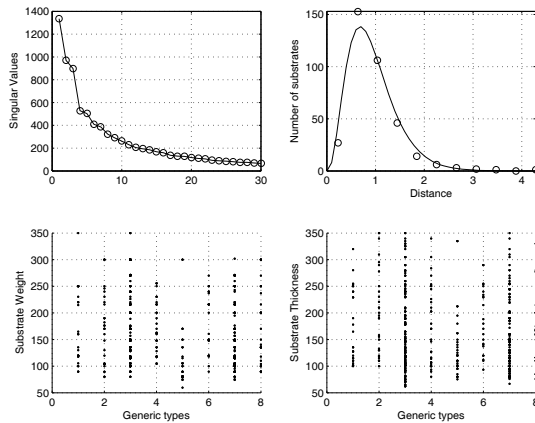 1400
1200
1000
800
600
400
200
0
0 10 20 30
Singular Values
150
100
50
0
0 1 2 3 4
Number of substrates
Distance
350
300
250
200
150
100
50
0 2 4 6 8
Substrate Weight
Generic types
350
300
250
200
150
100
50
0 2 4 6 8
Substrate Thickness
Generic types